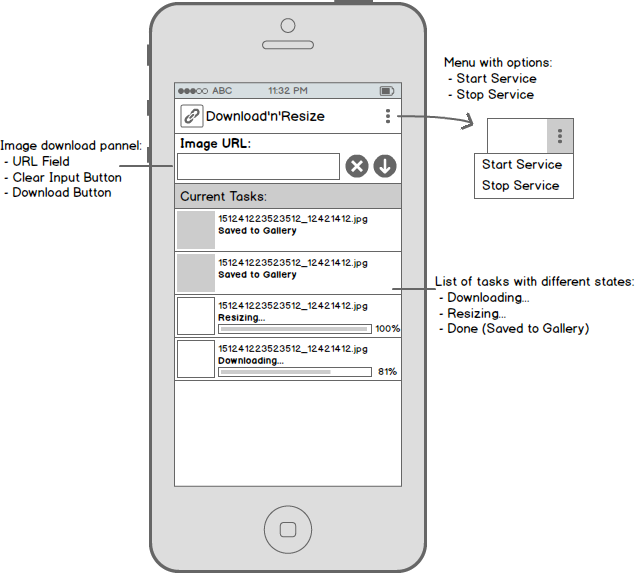 Menu with options:
- Start Service
- Stop Service
ABC 11:32 PM
Download'n'Resize
Image URL:
Start Service
Stop Service
Image download pannel:
- URL Field
- Clear Input Button
- Download Button
Current Tasks:
151241223523512_12421412.jpg
Saved to Gallery
151241223523512_12421412.jpg
Saved to Gallery
List of tasks with different states:
- Downloading...
- Resizing...
- Done (Saved to Gallery)
151241223523512_12421412.jpg
Resizing...
100%
151241223523512_12421412.jpg
Downloading...
81%